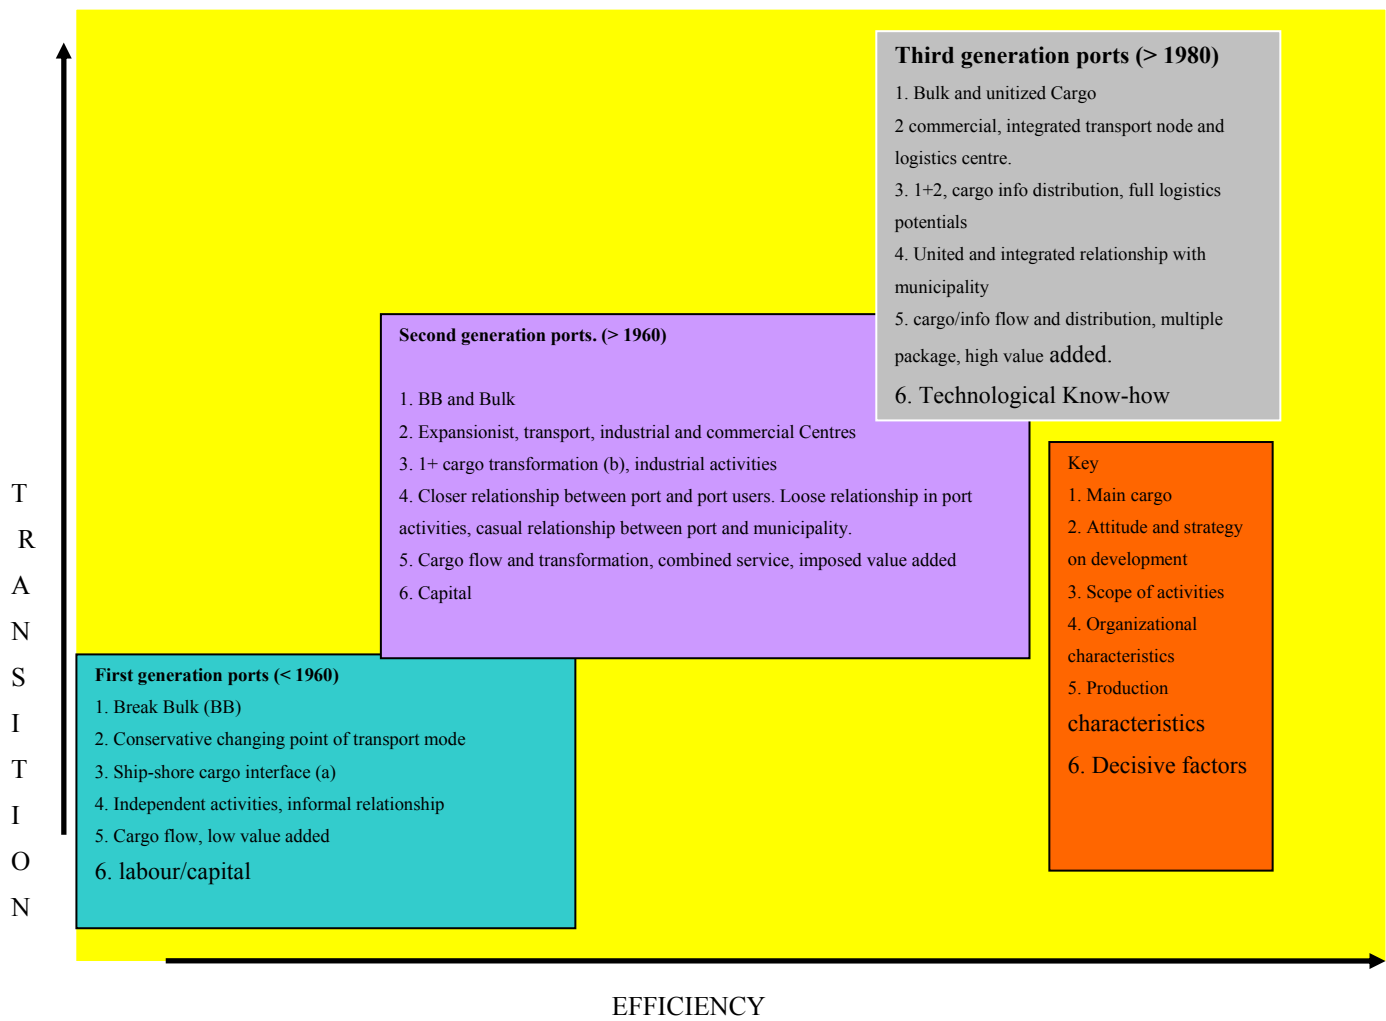 Third generation ports (> 1980)
1. Bulk and unitized Cargo
2 commercial, integrated transport node and
logistics centre.
3. 1+2, cargo info distribution, full logistics
potentials
4. United and integrated relationship with
municipality
5. cargo/info flow and distribution, multiple
package, high value added.
6. Technological Know-how
Second generation ports. (> 1960)
1. BB and Bulk
2. Expansionist, transport, industrial and commercial Centres
3. 1+ cargo transformation (b), industrial activities
4. Closer relationship between port and port users. Loose relationship in port
activities, casual relationship between port and municipality.
5. Cargo flow and transformation, combined service, imposed value added
6. Capital
Key
1. Main cargo
2. Attitude and strategy
on development
3. Scope of activities
4. Organizational
characteristics
5. Production
characteristics
6. Decisive factors
First generation ports (< 1960)
1. Break Bulk (BB)
2. Conservative changing point of transport mode
3. Ship-shore cargo interface (a)
4. Independent activities, informal relationship
5. Cargo flow, low value added
6. labour/capital
T
R
A
N
S
I
T
I
O
N
EFFICIENCY